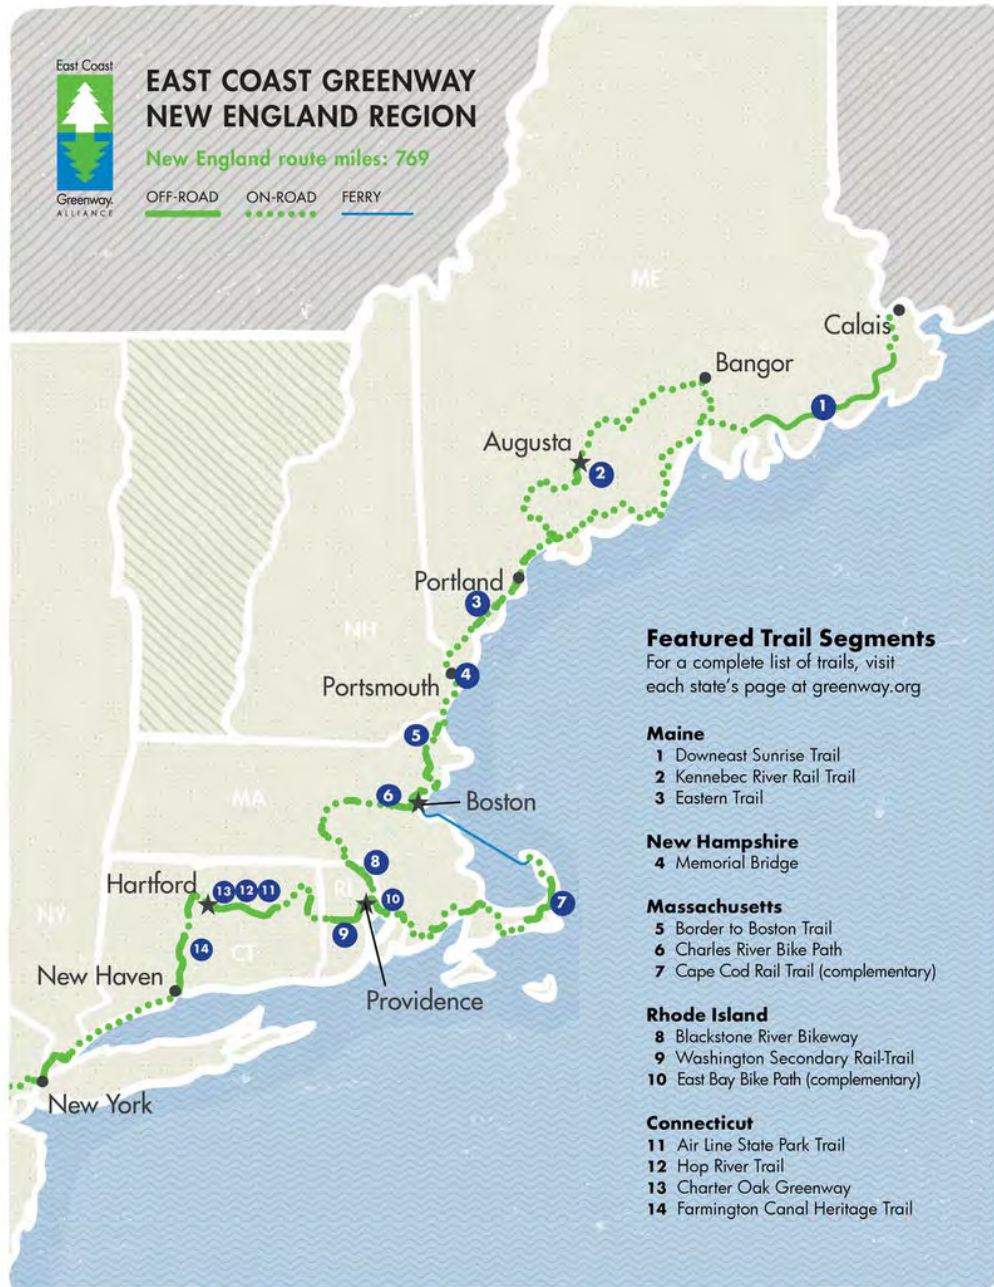 East Coast
Greenway
ALLIANCE
EAST COAST GREENWAY
NEW ENGLAND REGION
New England route miles: 769
OFF-ROAD ON-ROAD FERRY
ME
Calais
Bangor
1
Augusta
2
Portland
3
NH
Portsmouth
4
5
MA
6
Boston
8
Hartford
13 12 11
RI
10
7
NY
9
14
CT
New Haven
Providence
New York
Featured Trail Segments
For a complete list of trails, visit
each state's page at greenway.org
Maine
1 Downeast Sunrise Trail
2 Kennebec River Rail Trail
3 Eastern Trail
New Hampshire
4 Memorial Bridge
Massachusetts
5 Border to Boston Trail
6 Charles River Bike Path
7 Cape Cod Rail Trail (complementary)
Rhode Island
8 Blackstone River Bikeway
9 Washington Secondary Rail-Trail
10 East Bay Bike Path (complementary)
Connecticut
11 Air Line State Park Trail
12 Hop River Trail
13 Charter Oak Greenway
14 Farmington Canal Heritage Trail